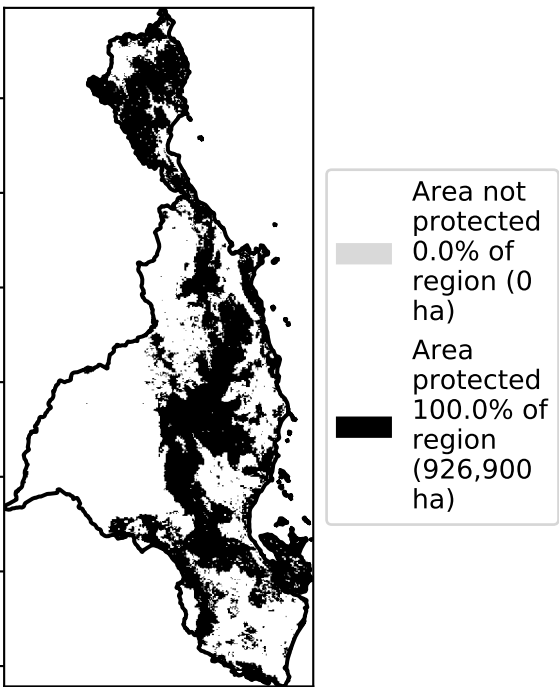 Area not
protected
0.0% of
region (0
ha)
Area
protected
100.0% of
region
(926,900
ha)